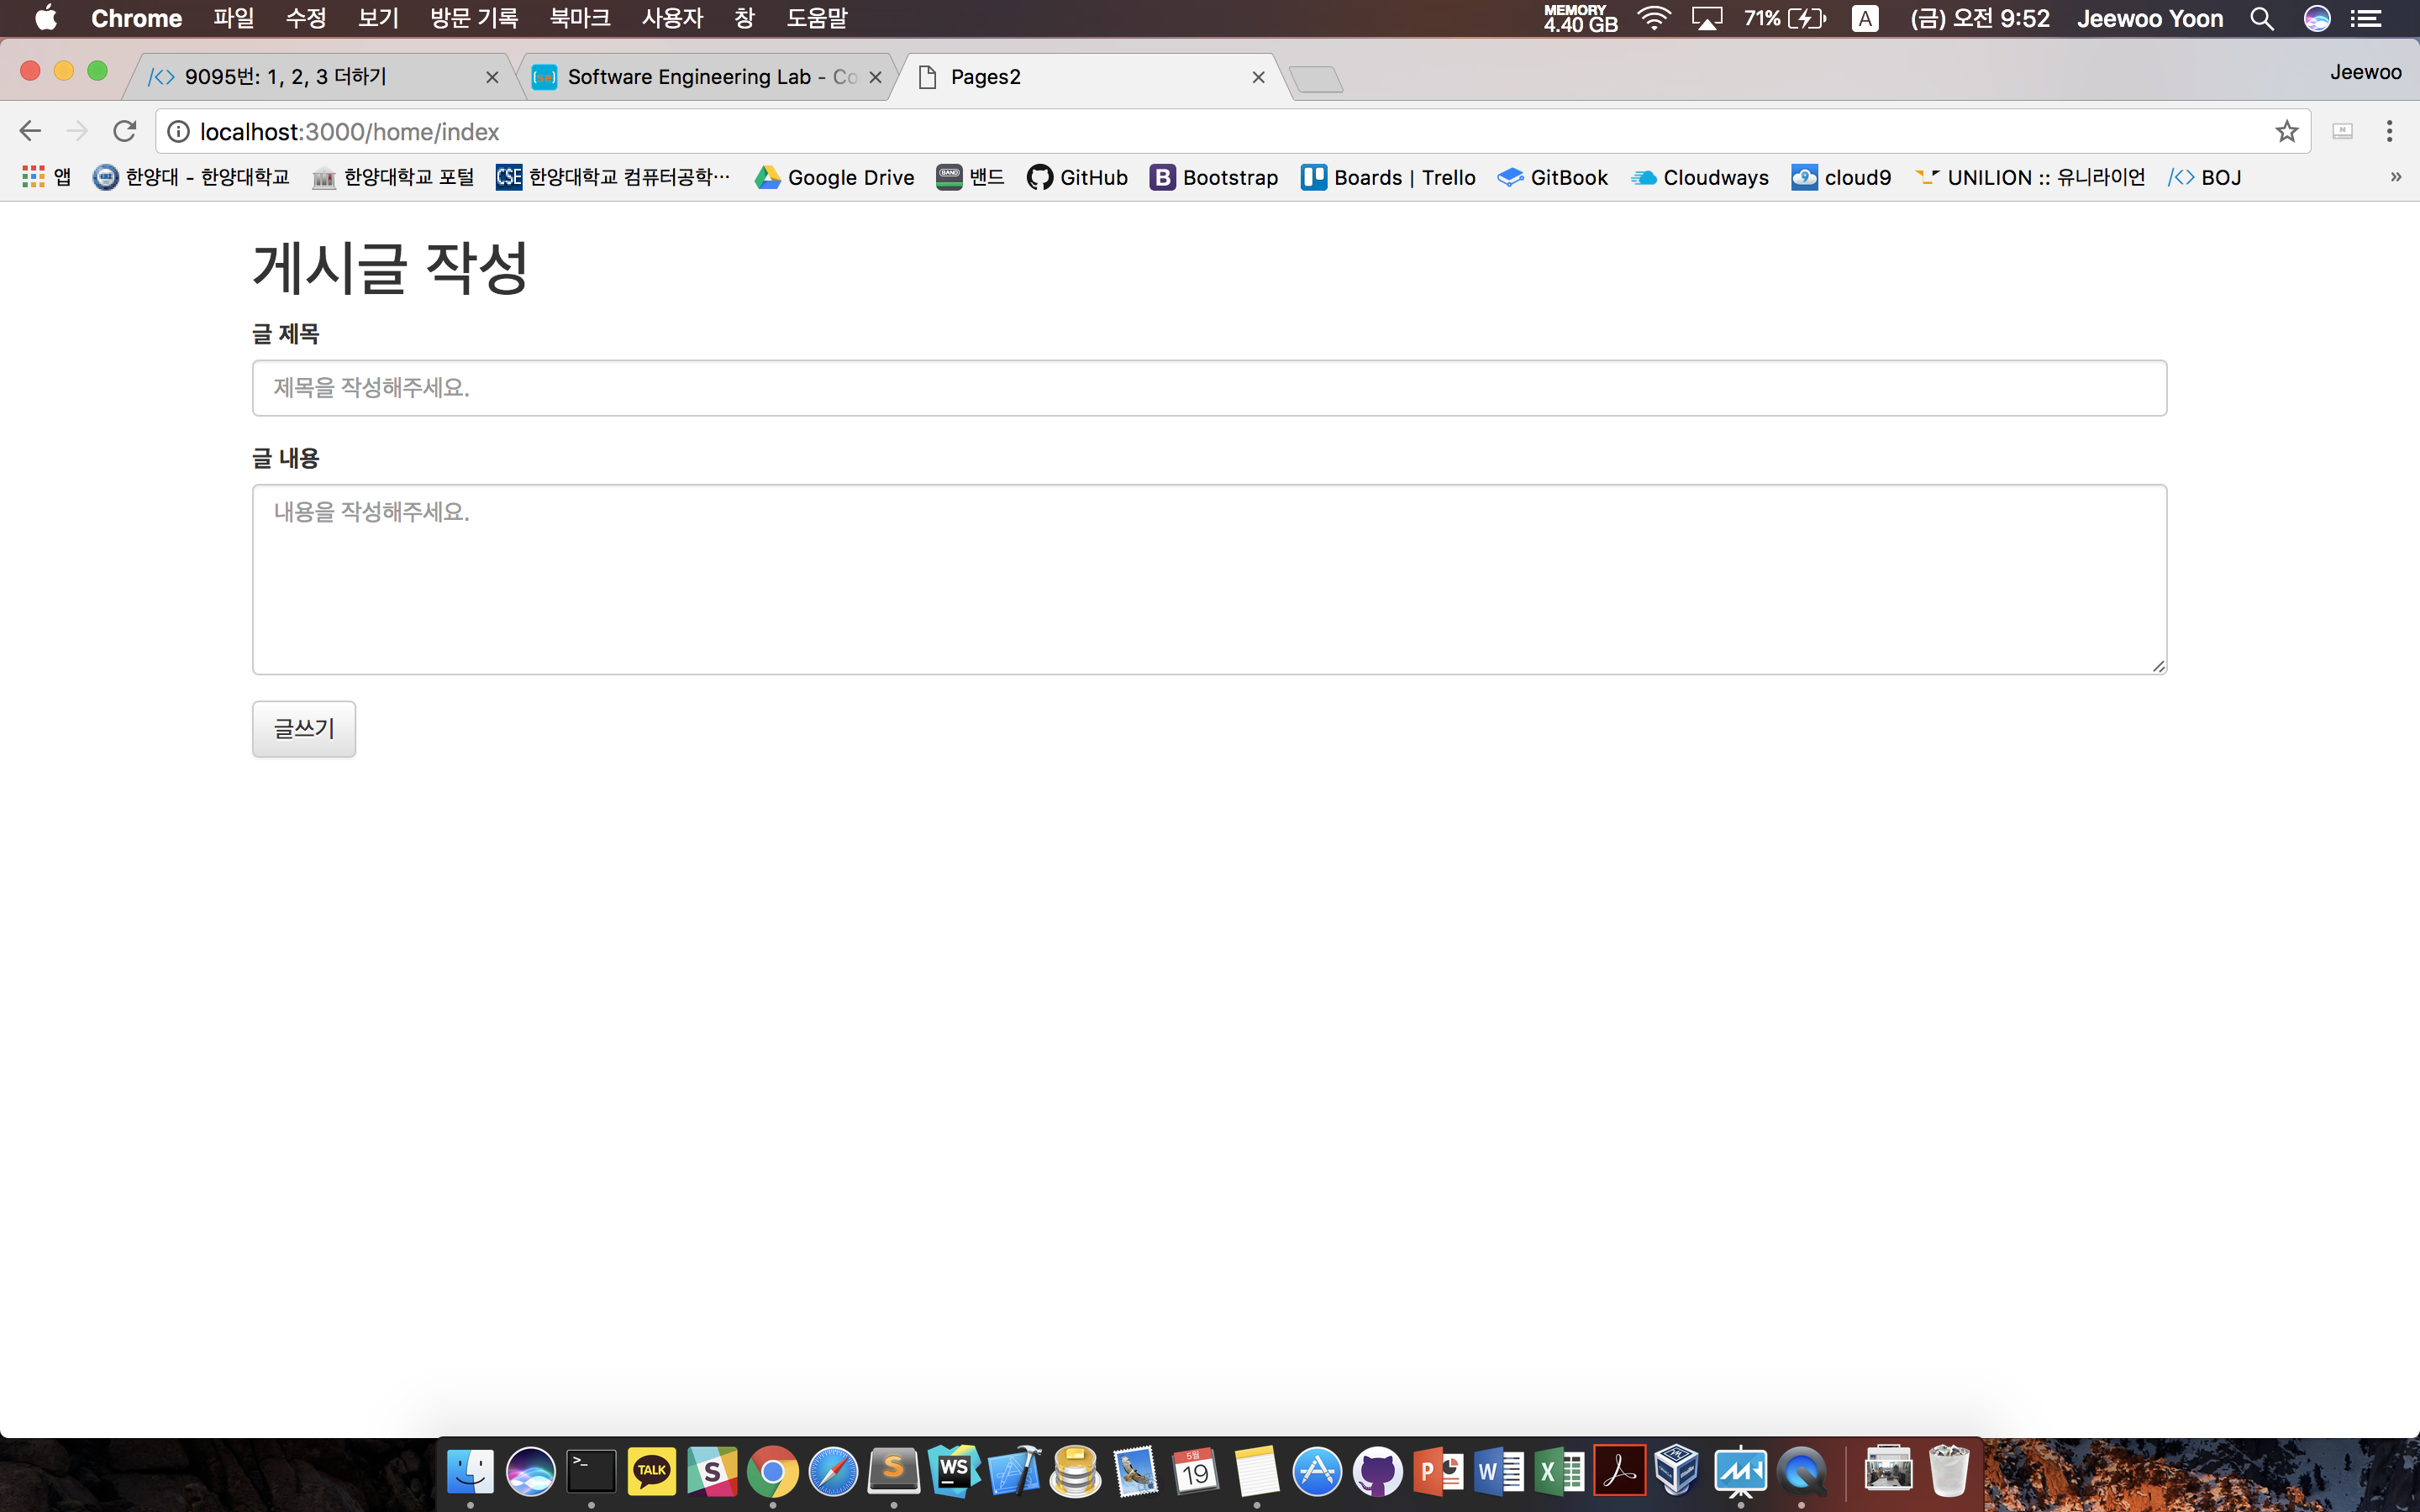 Chrome 파일 수정 보기 방문 기록 북마크 사용자 창 도움말 MEMORY 4.40 GB 71% A (금) 오전 9:52 Jeewoo Yoon
9095번: 1, 2, 3 더하기 Software Engineering Lab - Co Pages2 Jeewoo
localhost:3000/home/index
앱 한양대 - 한양대학교 한양대학교 포털 CSE 한양대학교 컴퓨터공학… Google Drive BAND 밴드 GitHub B Bootstrap Boards | Trello GitBook Cloudways cloud9 UNILION :: 유니라이언 BOJ »
게시글 작성
글 제목
제목을 작성해주세요.
글 내용
내용을 작성해주세요.
글쓰기
>_ TALK S S WS 5월 19 P W X